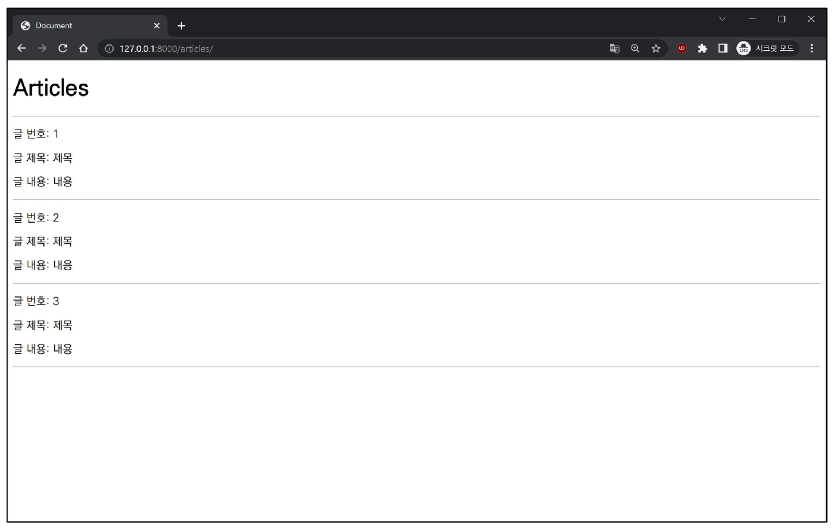 Document
127.0.0.1:8000/articles/
시크릿 모드
Articles
글 번호: 1
글 제목: 제목
글 내용: 내용
글 번호: 2
글 제목: 제목
글 내용: 내용
글 번호: 3
글 제목: 제목
글 내용: 내용